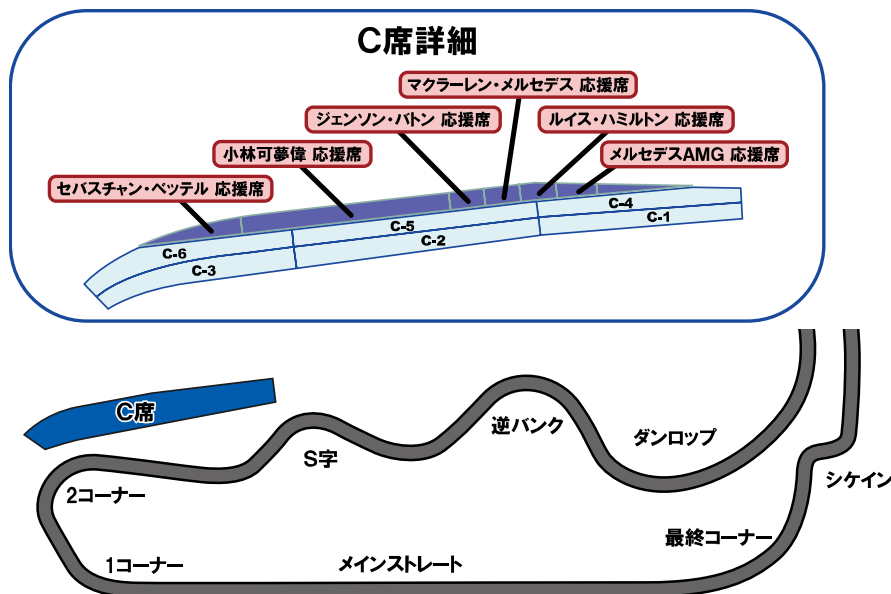 C席詳細
マクラーレン・メルセデス 応援席
ジェンソン・バトン 応援席
ルイス・ハミルトン 応援席
小林可夢偉 応援席
メルセデスAMG 応援席
セバスチャン・ベッテル 応援席
C-4
C-1
C-5
C-2
C-6
C-3
C席
逆バンク
ダンロップ
S字
シケイン
2コーナー
最終コーナー
1コーナー
メインストレート